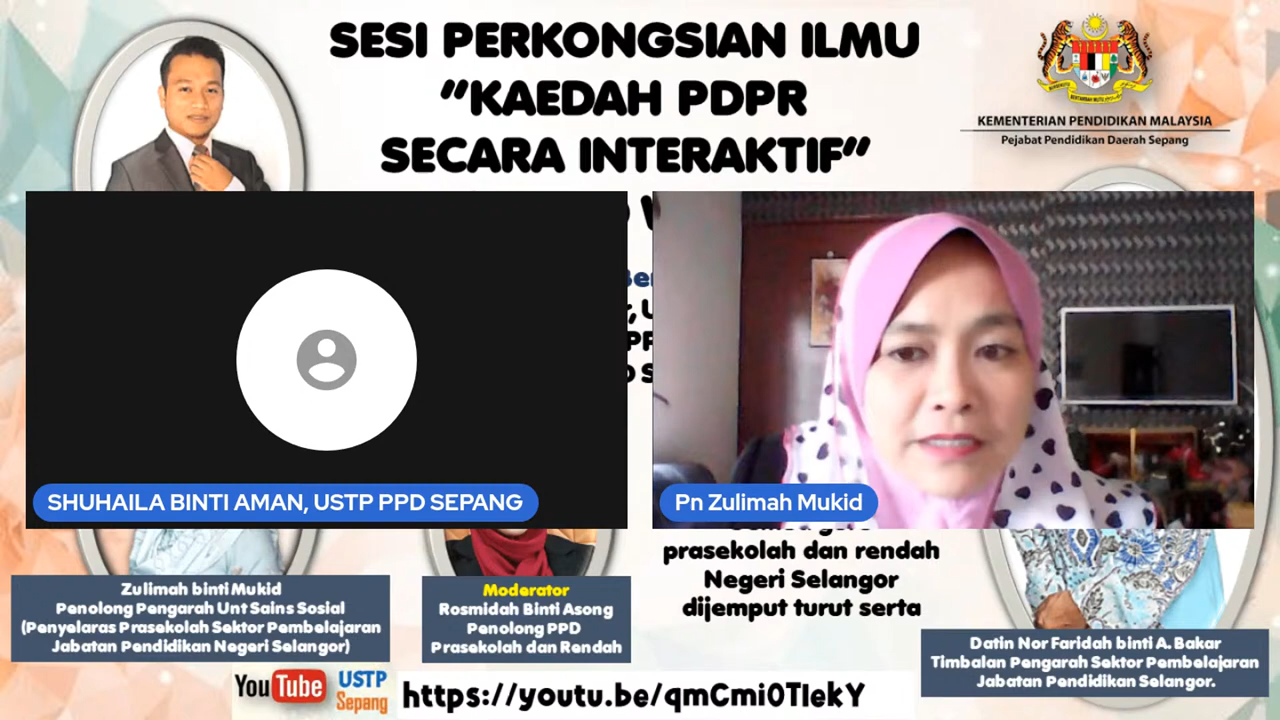 SESI PERKONGSIAN ILMU
"KAEDAH PDPR
SECARA INTERAKTIF"
KEMENTERIAN PENDIDIKAN MALAYSIA
Pejabat Pendidikan Daerah Sepang
SHUHAILA BINTI AMAN, USTP PPD SEPANG
Pn Zulimah Mukid
prasekolah dan rendah
Negeri Selangor
dijemput turut serta
Zulimah binti Mukid
Penolong Pengarah Unt Sains Sosial
(Penyelaras Prasekolah Sektor Pembelajaran
Jabatan Pendidikan Negeri Selangor)
Moderator
Rosmidah Binti Asong
Penolong PPD
Prasekolah dan Rendah
Datin Nor Faridah binti A. Bakar
Timbalan Pengarah Sektor Pembelajaran
Jabatan Pendidikan Selangor.
YouTube
USTP
Sepang
https://youtu.be/qmCmi0TIekY